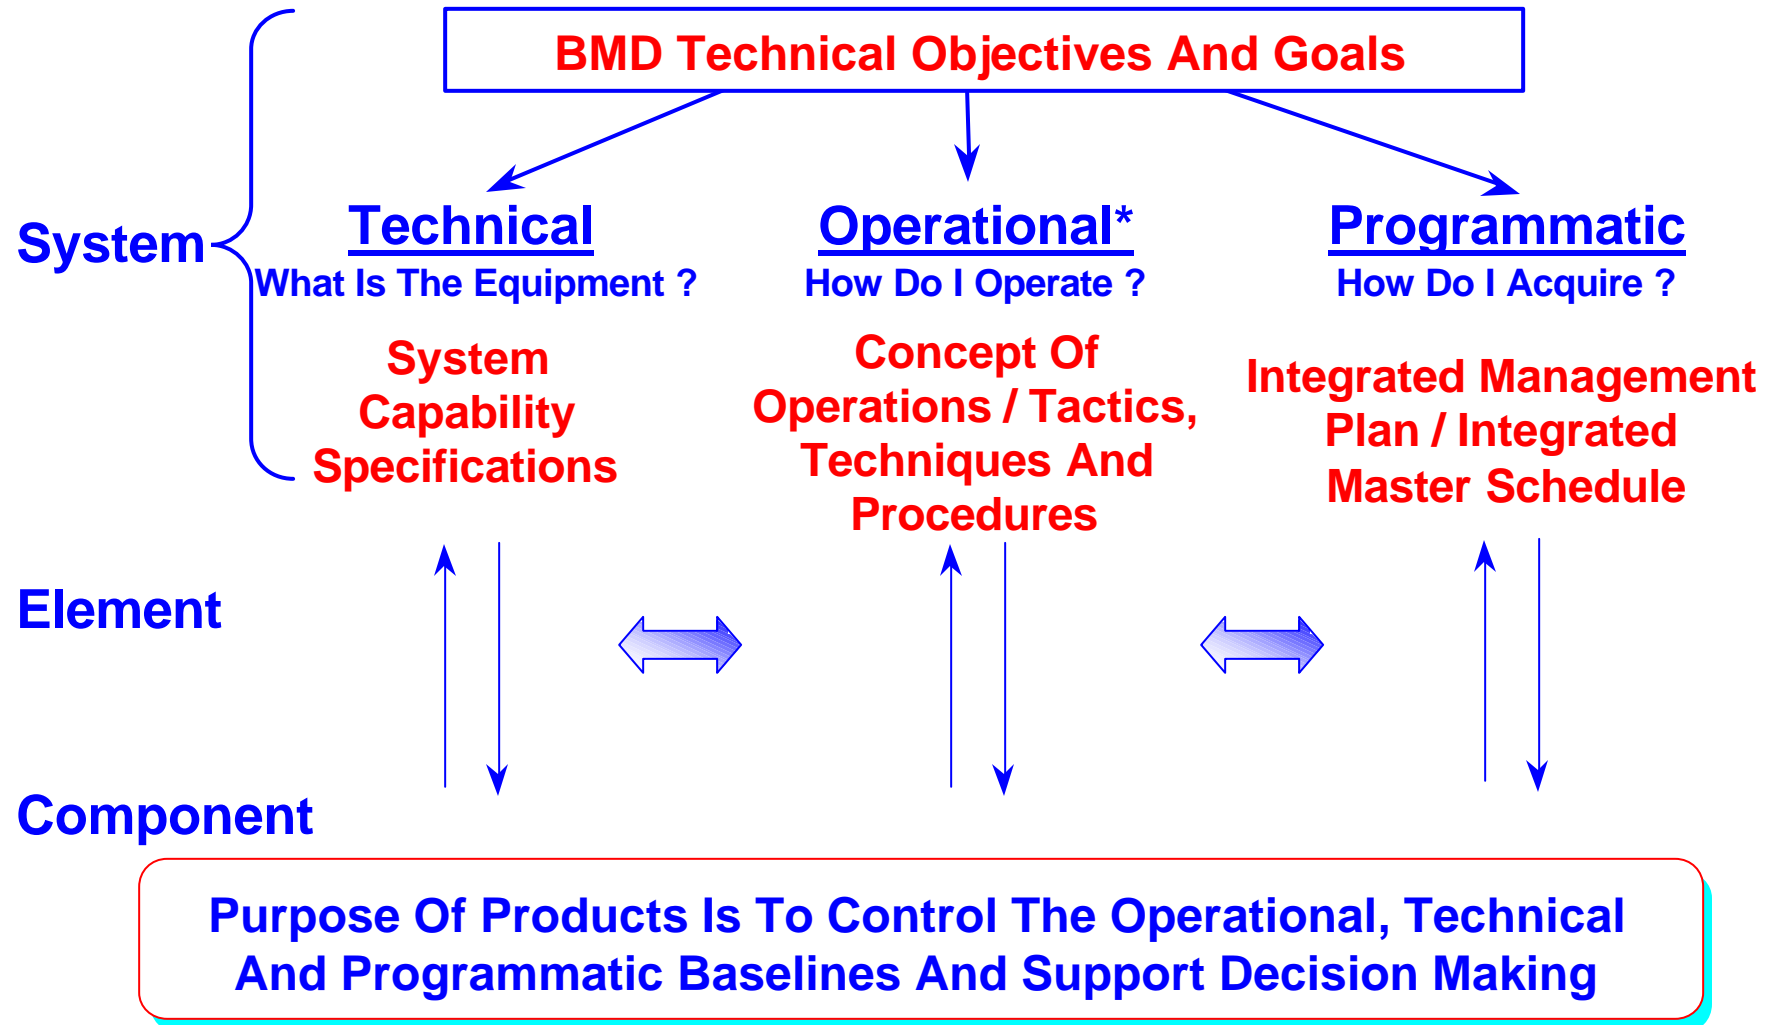 BMD Technical Objectives And Goals
System
Technical
What Is The Equipment ?
System
Capability
Specifications
Operational*
How Do I Operate ?
Concept Of
Operations / Tactics,
Techniques And
Procedures
Programmatic
How Do I Acquire ?
Integrated Management
Plan / Integrated
Master Schedule
Element
Component
Purpose Of Products Is To Control The Operational, Technical
And Programmatic Baselines And Support Decision Making